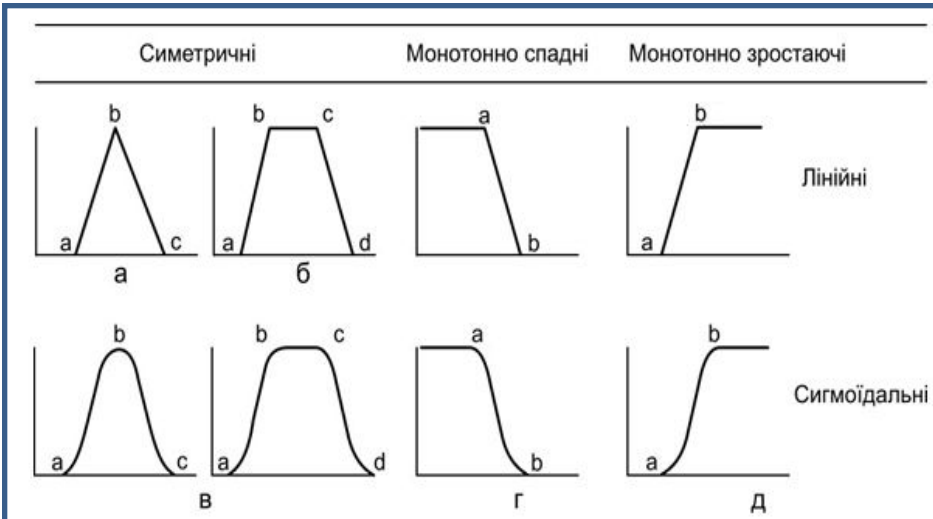 Симетричні Монотонно спадні Монотонно зростаючі
b b c a b
Лінійні
a c a d b a
а б
b b c a b
Сигмоїдальні
a c a d b a
в г д